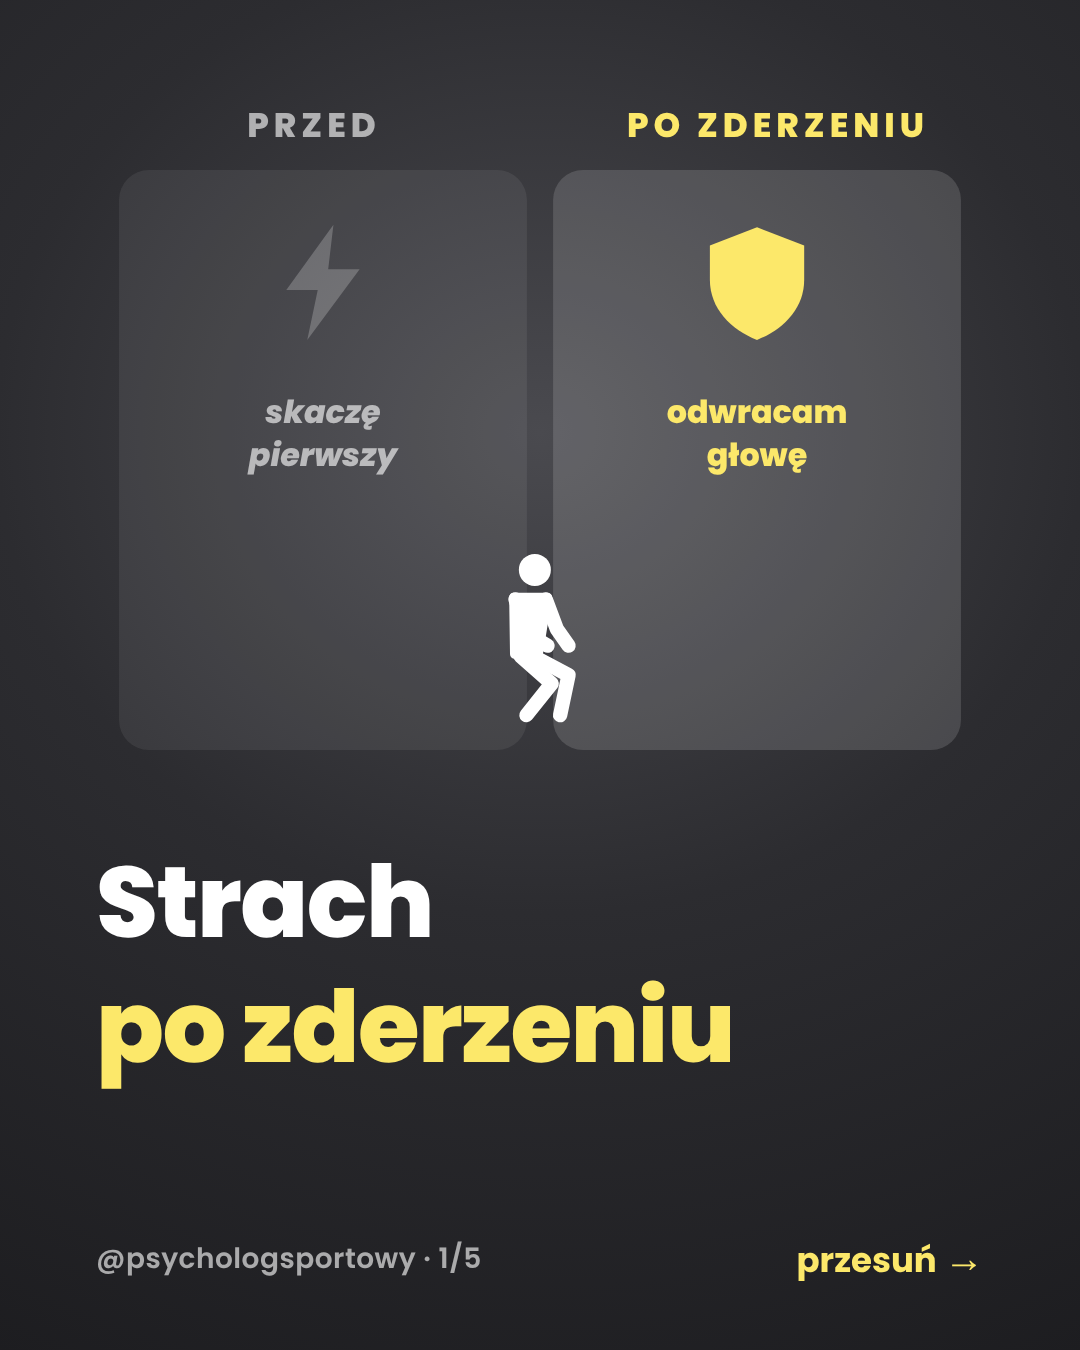 PRZED
PO ZDERZENIU
skaczę
pierwszy
odwracam
głowę
Strach
po zderzeniu
@psychologsportowy · 1/5
przesuń →